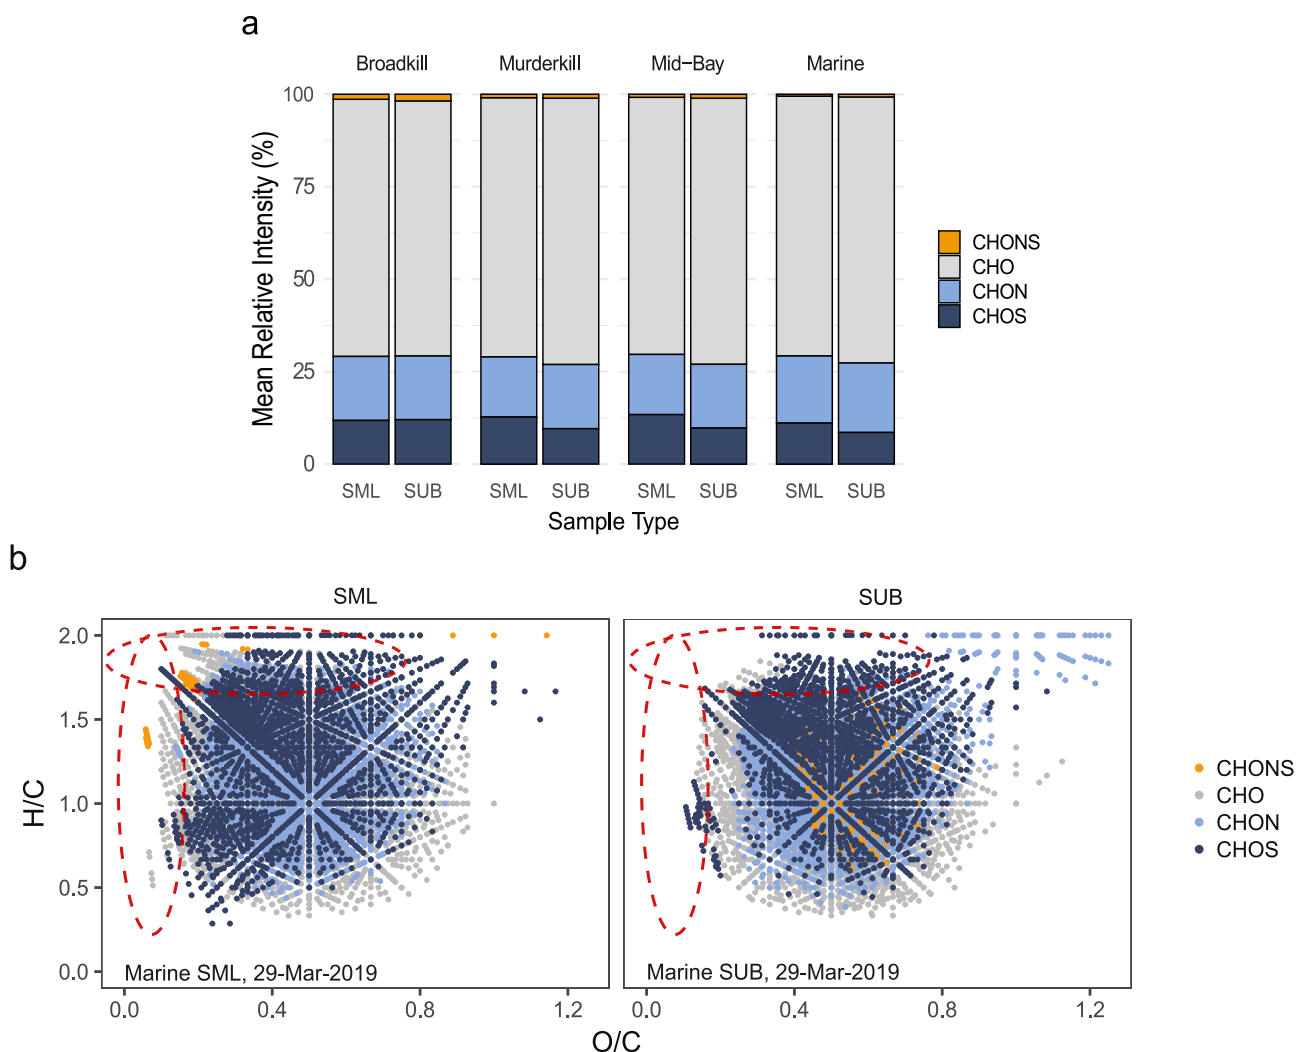 a
Broadkill Murderkill Mid−Bay Marine
Mean Relative Intensity (%)
100
75
50
25
0
SML SUB SML SUB SML SUB SML SUB
Sample Type
CHONS
CHO
CHON
CHOS
b
SML SUB
H/C
2.0
1.5
1.0
0.5
0.0
Marine SML, 29-Mar-2019 Marine SUB, 29-Mar-2019
0.0 0.4 0.8 1.2 0.0 0.4 0.8 1.2
O/C
CHONS
CHO
CHON
CHOS